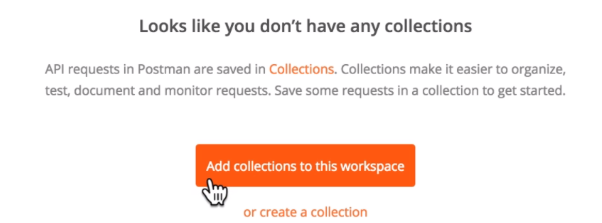 Looks like you don’t have any collections
API requests in Postman are saved in Collections. Collections make it easier to organize,
test, document and monitor requests. Save some requests in a collection to get started.
Add collections to this workspace
or create a collection